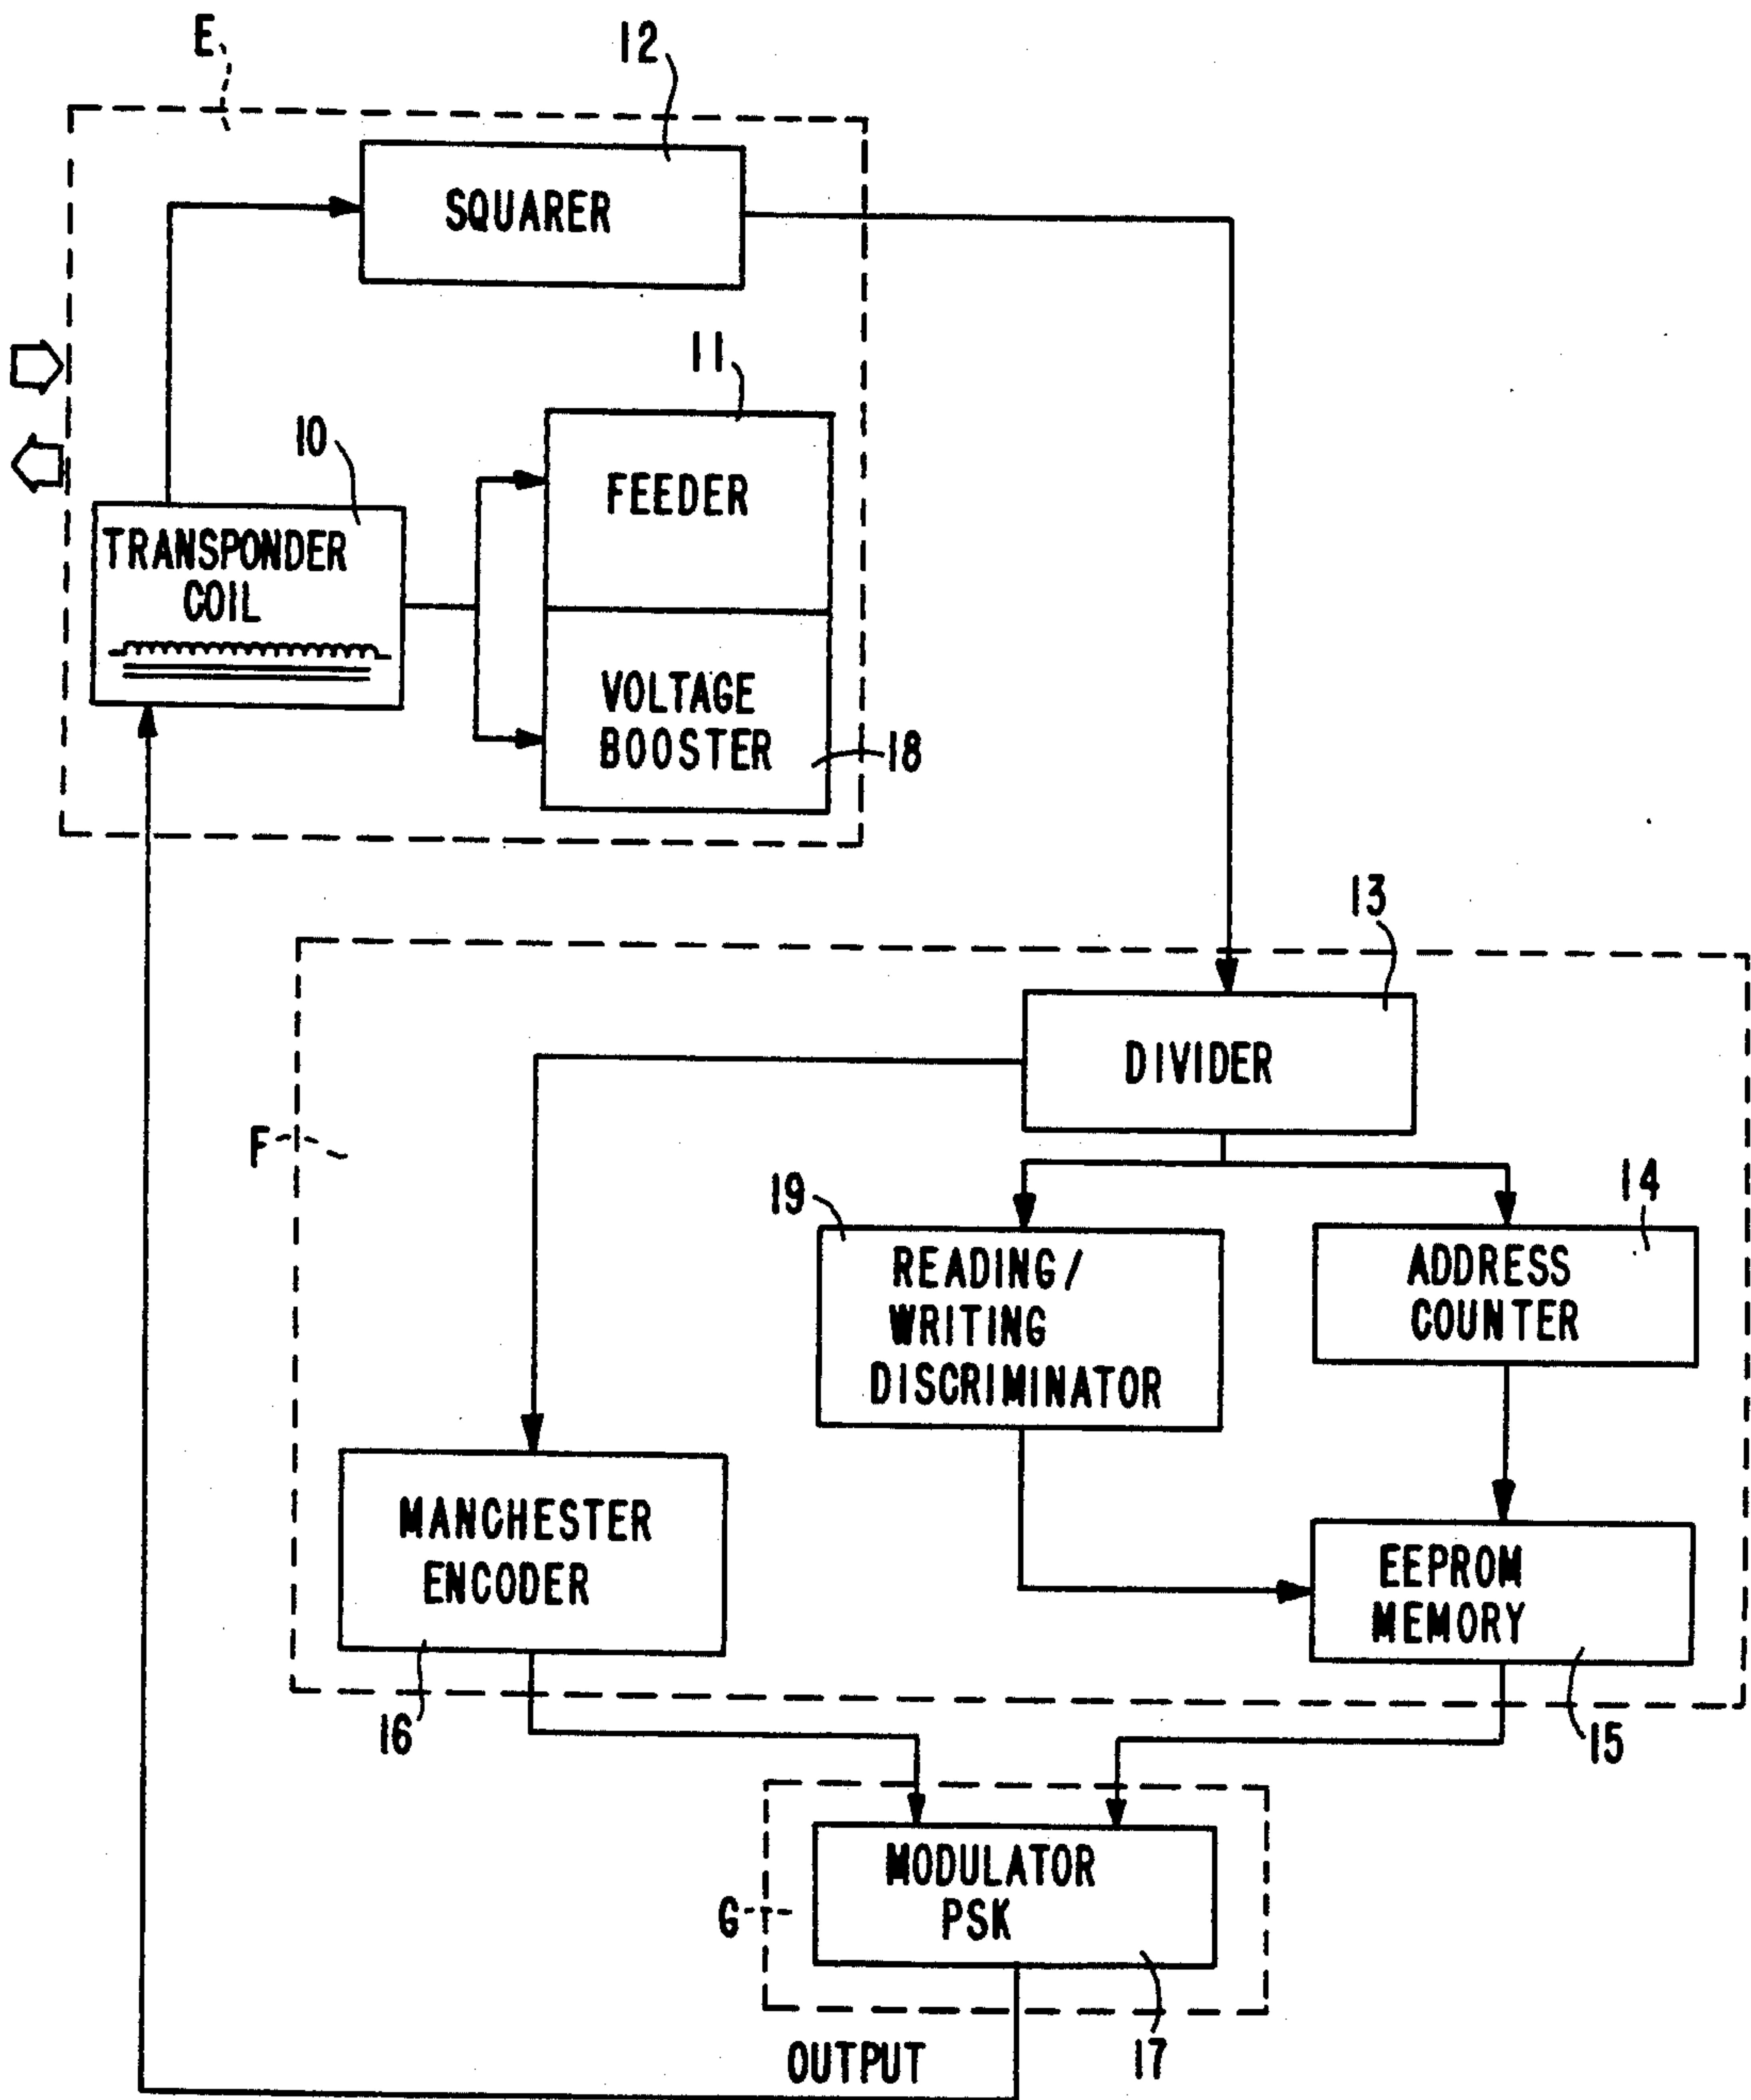 E
12
SQUARER
11
10
FEEDER
TRANSPONDER
COIL
VOLTAGE
BOOSTER
18
13
DIVIDER
F
19
14
READING/
WRITING
DISCRIMINATOR
ADDRESS
COUNTER
MANCHESTER
ENCODER
EEPROM
MEMORY
16
15
MODULATOR
PSK
G
17
OUTPUT